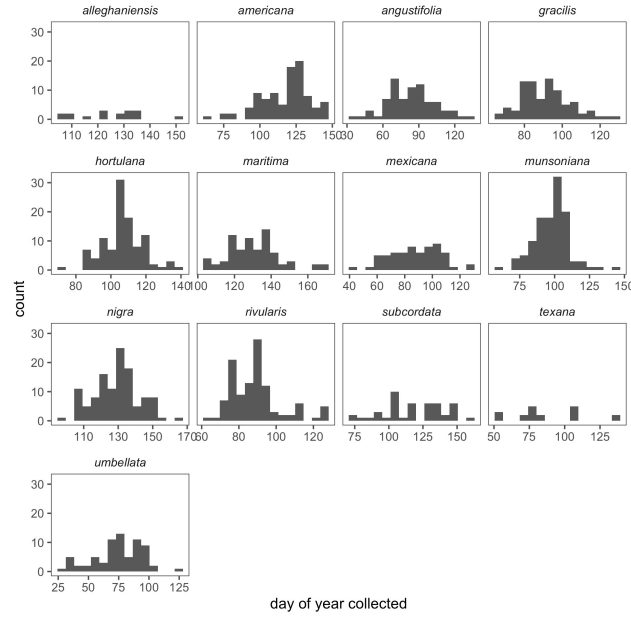 alleghaniensis americana angustifolia gracilis
30
20
10
0
110 120 130 140 150 75 100 125 150 30 60 90 120 80 100 120
hortulana maritima mexicana munsoniana
30
20
10
0
80 100 120 140 100 120 140 160 40 60 80 100 120 75 100 125 150
count
nigra rivularis subcordata texana
30
20
10
0
110 130 150 170 60 80 100 120 75 100 125 150 50 75 100 125
umbellata
30
20
10
0
25 50 75 100 125
day of year collected